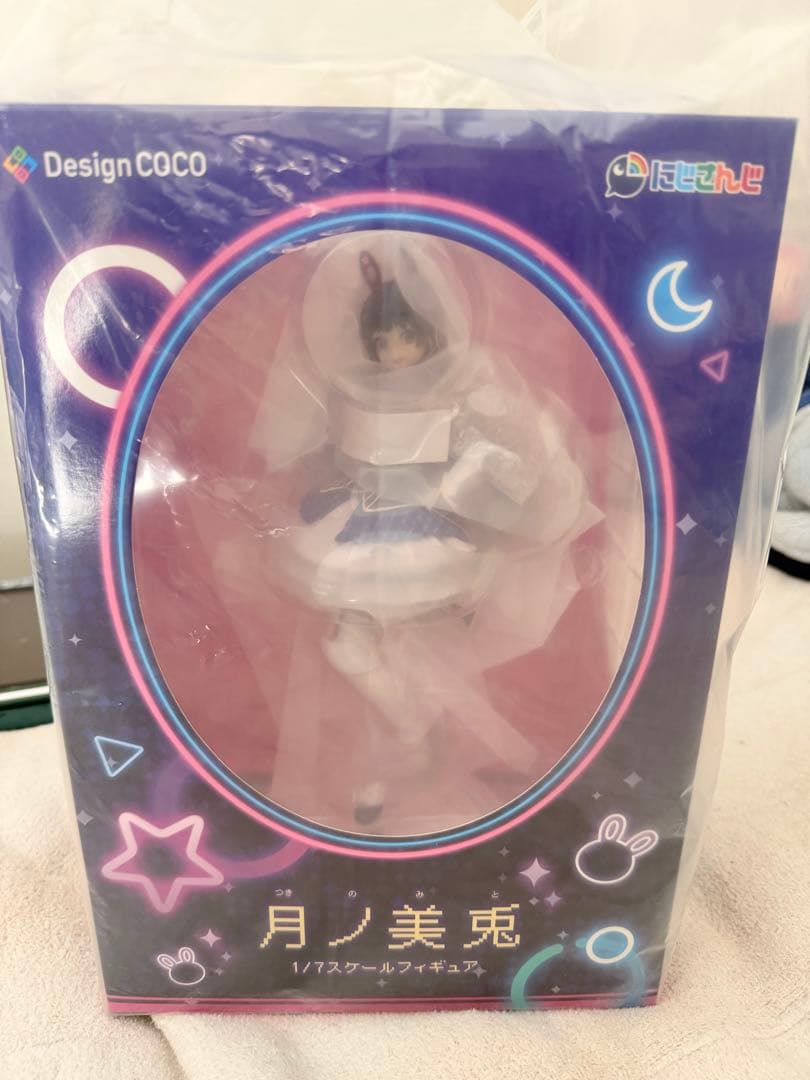 Design COCO
にじさんじ
つき の み と
月ノ美兎
1/7スケールフィギュア